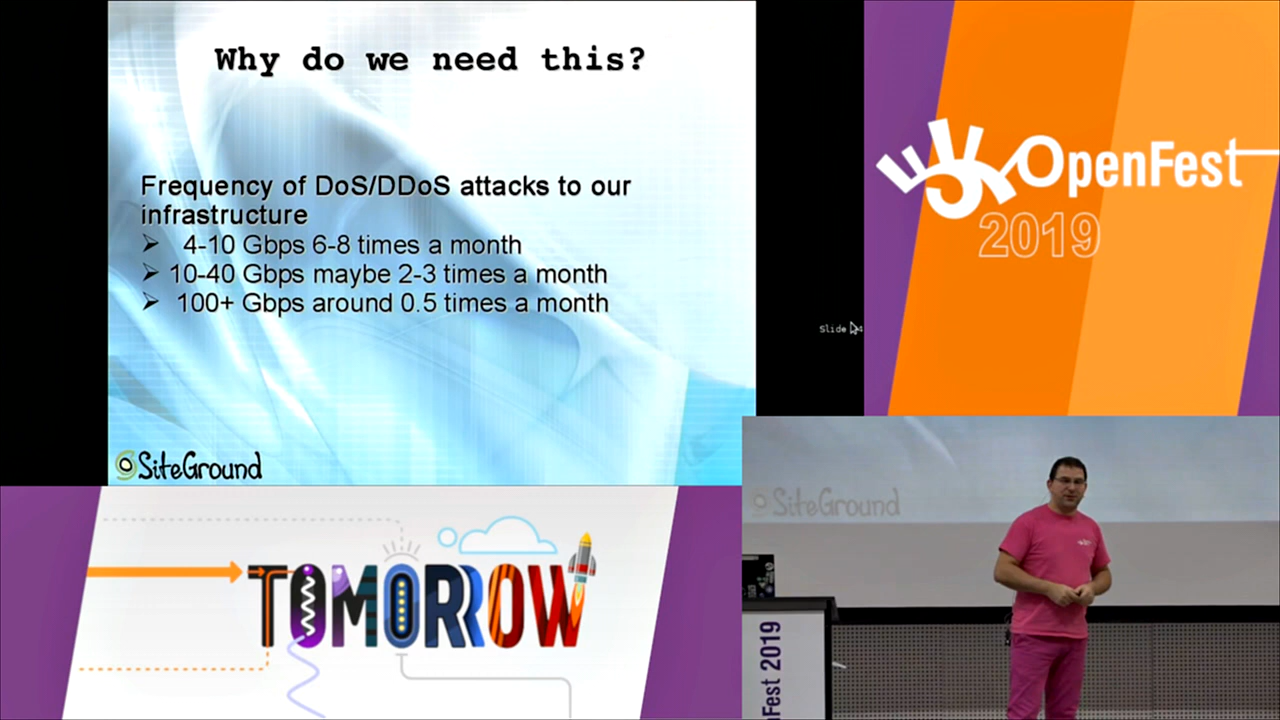 Why do we need this?
Frequency of DoS/DDoS attacks to our
infrastructure
➢ 4-10 Gbps 6-8 times a month
➢ 10-40 Gbps maybe 2-3 times a month
➢ 100+ Gbps around 0.5 times a month
SiteGround
OpenFest
2019
Slide
TOMORROW
SiteGround
Fest 2019